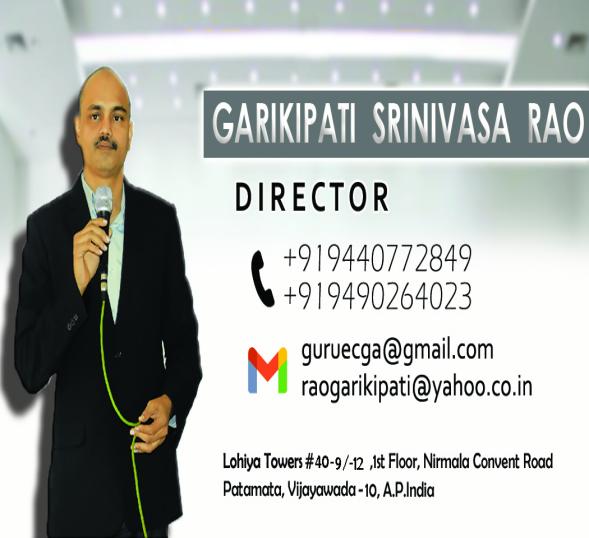 GARIKIPATI SRINIVASA RAO
DIRECTOR
+919440772849
+919490264023
guruecga@gmail.com
raogarikipati@yahoo.co.in
Lohiya Towers #40-9/-12 ,1st Floor, Nirmala Convent Road
Patamata, Vijayawada -10, A.P.India